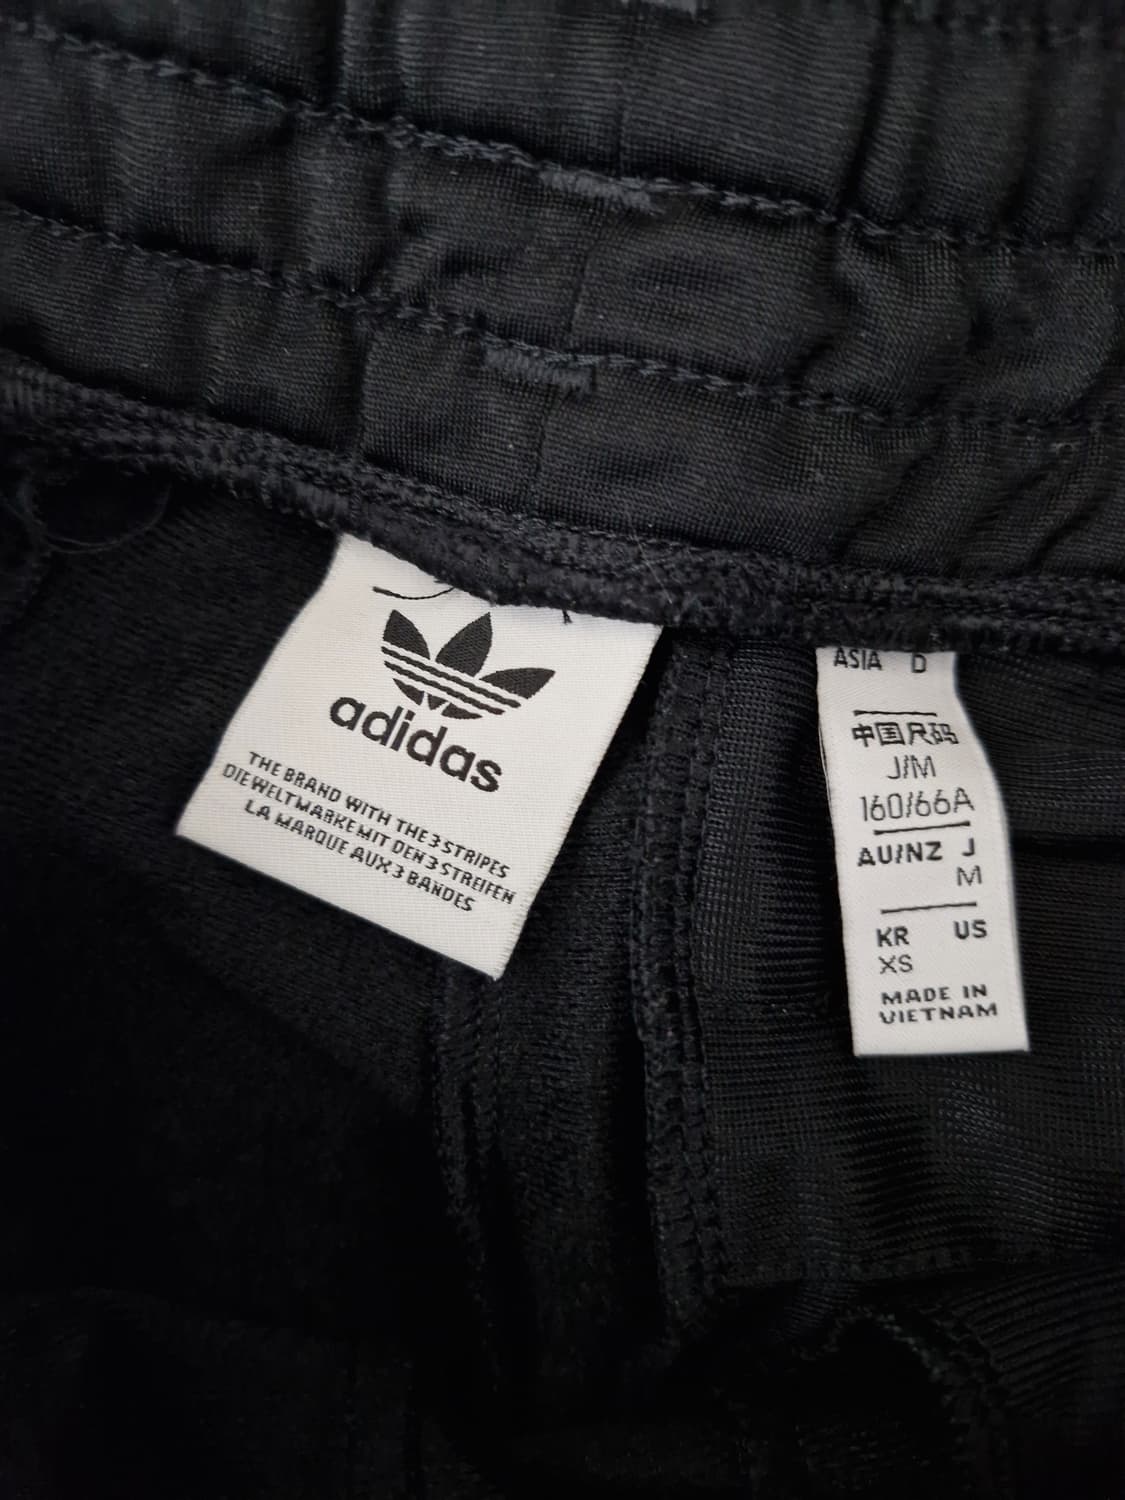 adidas
THE BRAND WITH THE 3 STRIPES
DIE WELTMARKE MIT DEN 3 STREIFEN
LA MARQUE AUX 3 BANDES
ASIA D
中国尺码
J/M
160/66A
AU/NZ J
M
KR US
XS
MADE IN
VIETNAM